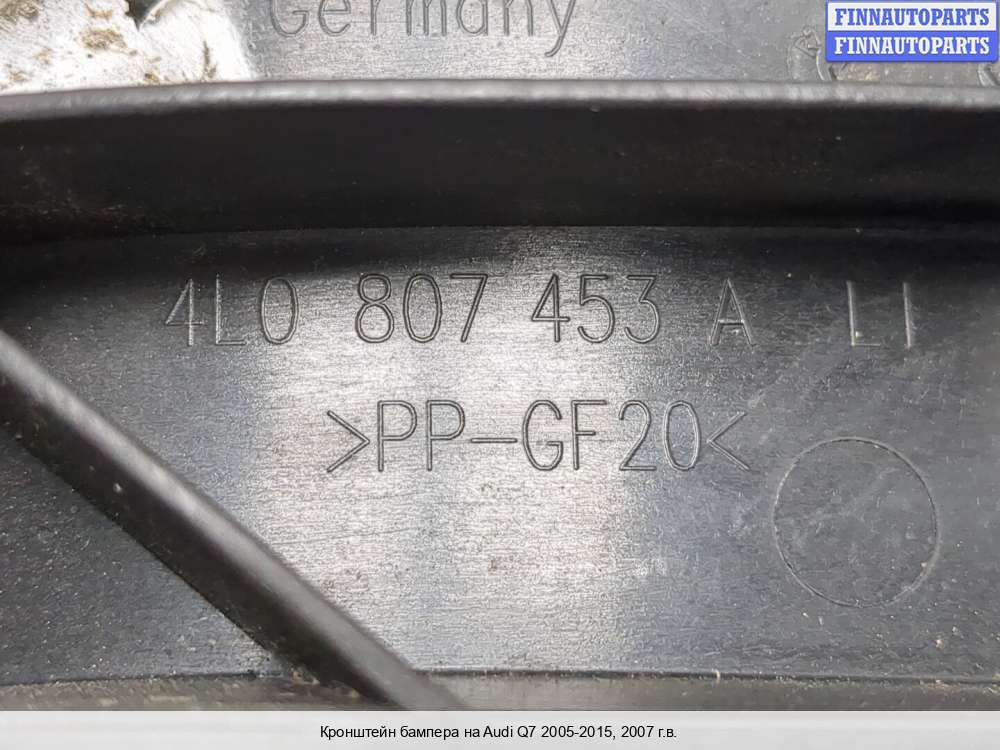 Germany
FINNAUTOPARTS
FINNAUTOPARTS
4L0 807 453 A LI
>PP-GF20<
Кронштейн бампера на Audi Q7 2005-2015, 2007 г.в.